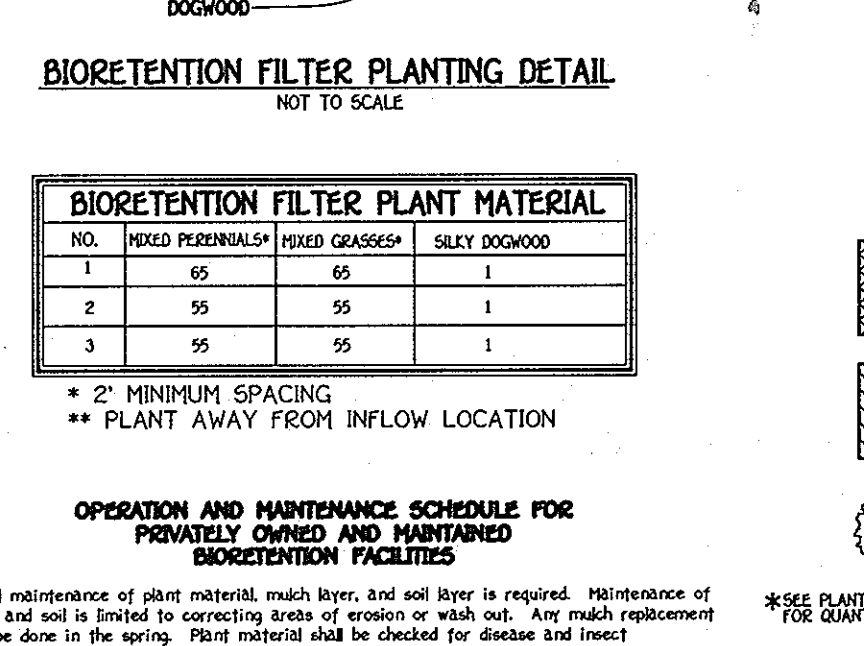 DOGWOOD
BIORETENTION FILTER PLANTING DETAIL
NOT TO SCALE
BIORETENTION FILTER PLANT MATERIAL
NO. MIXED PERENNIALS* MIXED GRASSES* SILKY DOGWOOD
1 65 65 1
2 55 55 1
3 55 55 1
* 2' MINIMUM SPACING
** PLANT AWAY FROM INFLOW LOCATION
OPERATION AND MAINTENANCE SCHEDULE FOR
PRIVATELY OWNED AND MAINTAINED
BIORETENTION FACILITIES
maintenance of plant material, mulch layer, and soil layer is required. Maintenance of
and soil is limited to correcting areas of erosion or wash out. Any mulch replacement
be done in the spring. Plant material shall be checked for disease and insect
*SEE PLANT
FOR QUANT